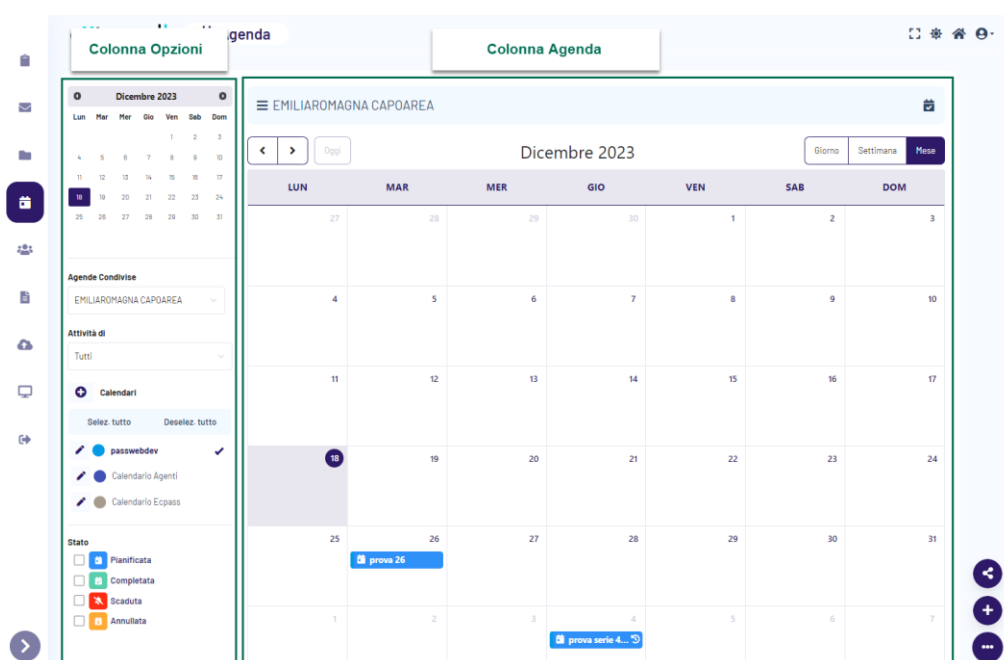 genda
Colonna Opzioni
Colonna Agenda
Dicembre 2023
Lun Mar Mer Gio Ven Sab Dom
1 2 3
4 5 6 7 8 9 10
11 12 13 14 15 16 17
18 19 20 21 22 23 24
25 26 27 28 29 30 31
Agende Condivise
EMILIAROMAGNA CAPOAREA
Attività di
Tutti
Calendari
Selez. tutto Deselez. tutto
passwebdev
Calendario Agenti
Calendario Ecpass
Stato
Pianificata
Completata
Scaduta
Annullata
EMILIAROMAGNA CAPOAREA
Oggi
Dicembre 2023
Giorno Settimana Mese
LUN MAR MER GIO VEN SAB DOM
27 28 29 30 1 2 3
4 5 6 7 8 9 10
11 12 13 14 15 16 17
18 19 20 21 22 23 24
25 26 27 28 29 30 31
prova 26
1 2 3 4 5 6 7
prova serie 4...